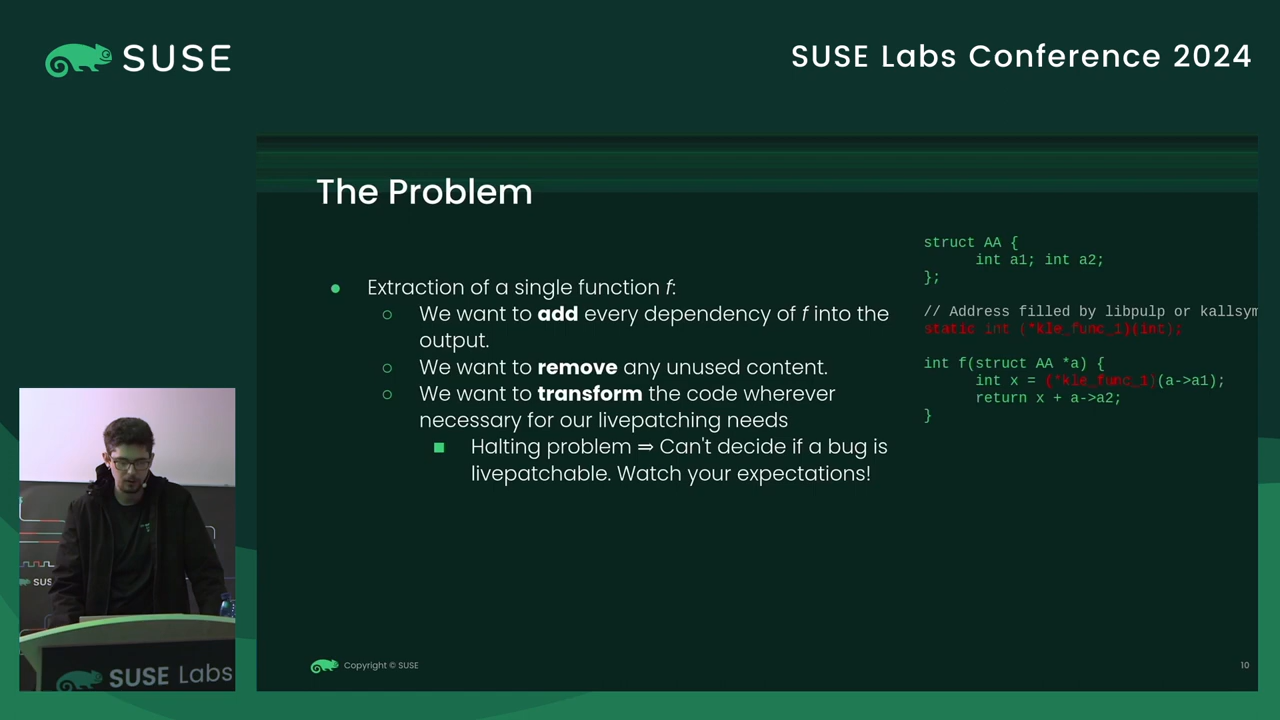 SUSE
SUSE Labs Conference 2024
The Problem
● Extraction of a single function f:
○ We want to add every dependency of f into the
output.
○ We want to remove any unused content.
○ We want to transform the code wherever
necessary for our livepatching needs
■ Halting problem ⇒ Can't decide if a bug is
livepatchable. Watch your expectations!
struct AA {
int a1; int a2;
};
// Address filled by libpulp or kallsym
static int (*kle_func_1)(int);
int f(struct AA *a) {
int x = (*kle_func_1)(a->a1);
return x + a->a2;
}
SUS
SUSE Labs
Copyright © SUSE
10